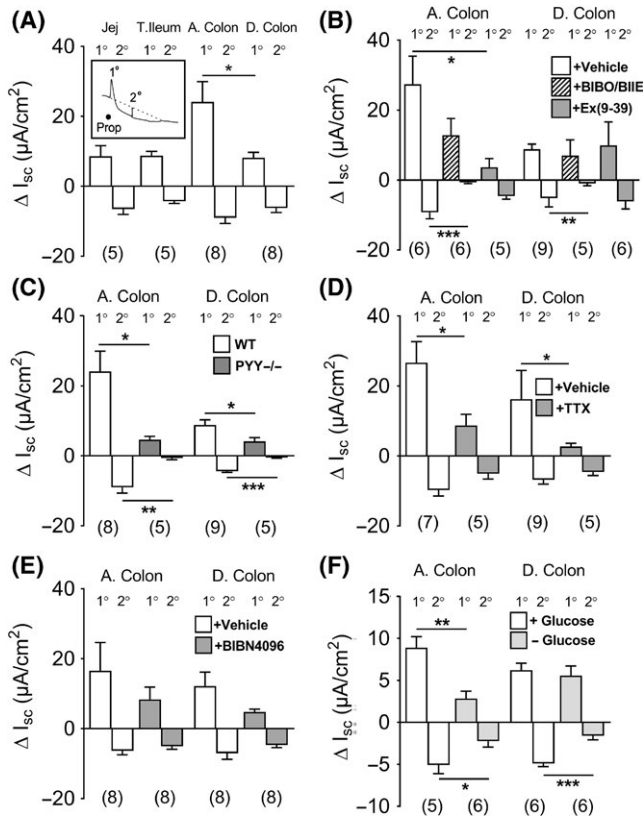 (A)
Jej T.Ileum A. Colon D. Colon
1° 2° 1° 2° 1° 2° 1° 2°
Δ Isc (µA/cm2)
40
20
0
−20
1°
2°
Prop
*
(5) (5) (8) (8)
(B)
A. Colon D. Colon
1° 2° 1° 2° 1° 2° 1° 2° 1° 2° 1° 2°
Δ Isc (µA/cm2)
40
20
0
−20
*
+Vehicle
+BIBO/BIIE
+Ex(9-39)
*** **
(6) (6) (5) (9) (5) (6)
(C)
A. Colon D. Colon
1° 2° 1° 2° 1° 2° 1° 2°
Δ Isc (µA/cm2)
40
20
0
−20
WT
PYY−/−
* *
** ***
(8) (5) (9) (5)
(D)
A. Colon D. Colon
1° 2° 1° 2° 1° 2° 1° 2°
Δ Isc (µA/cm2)
40
20
0
−20
* *
+Vehicle
+TTX
(7) (5) (9) (5)
(E)
A. Colon D. Colon
1° 2° 1° 2° 1° 2° 1° 2°
Δ Isc (µA/cm2)
40
20
0
−20
+Vehicle
+BIBN4096
(8) (8) (8) (8)
(F)
A. Colon D. Colon
1° 2° 1° 2° 1° 2° 1° 2°
Δ Isc (µA/cm2)
15
10
5
0
−5
−10
+ Glucose
− Glucose
**
* ***
(5) (6) (6) (6)